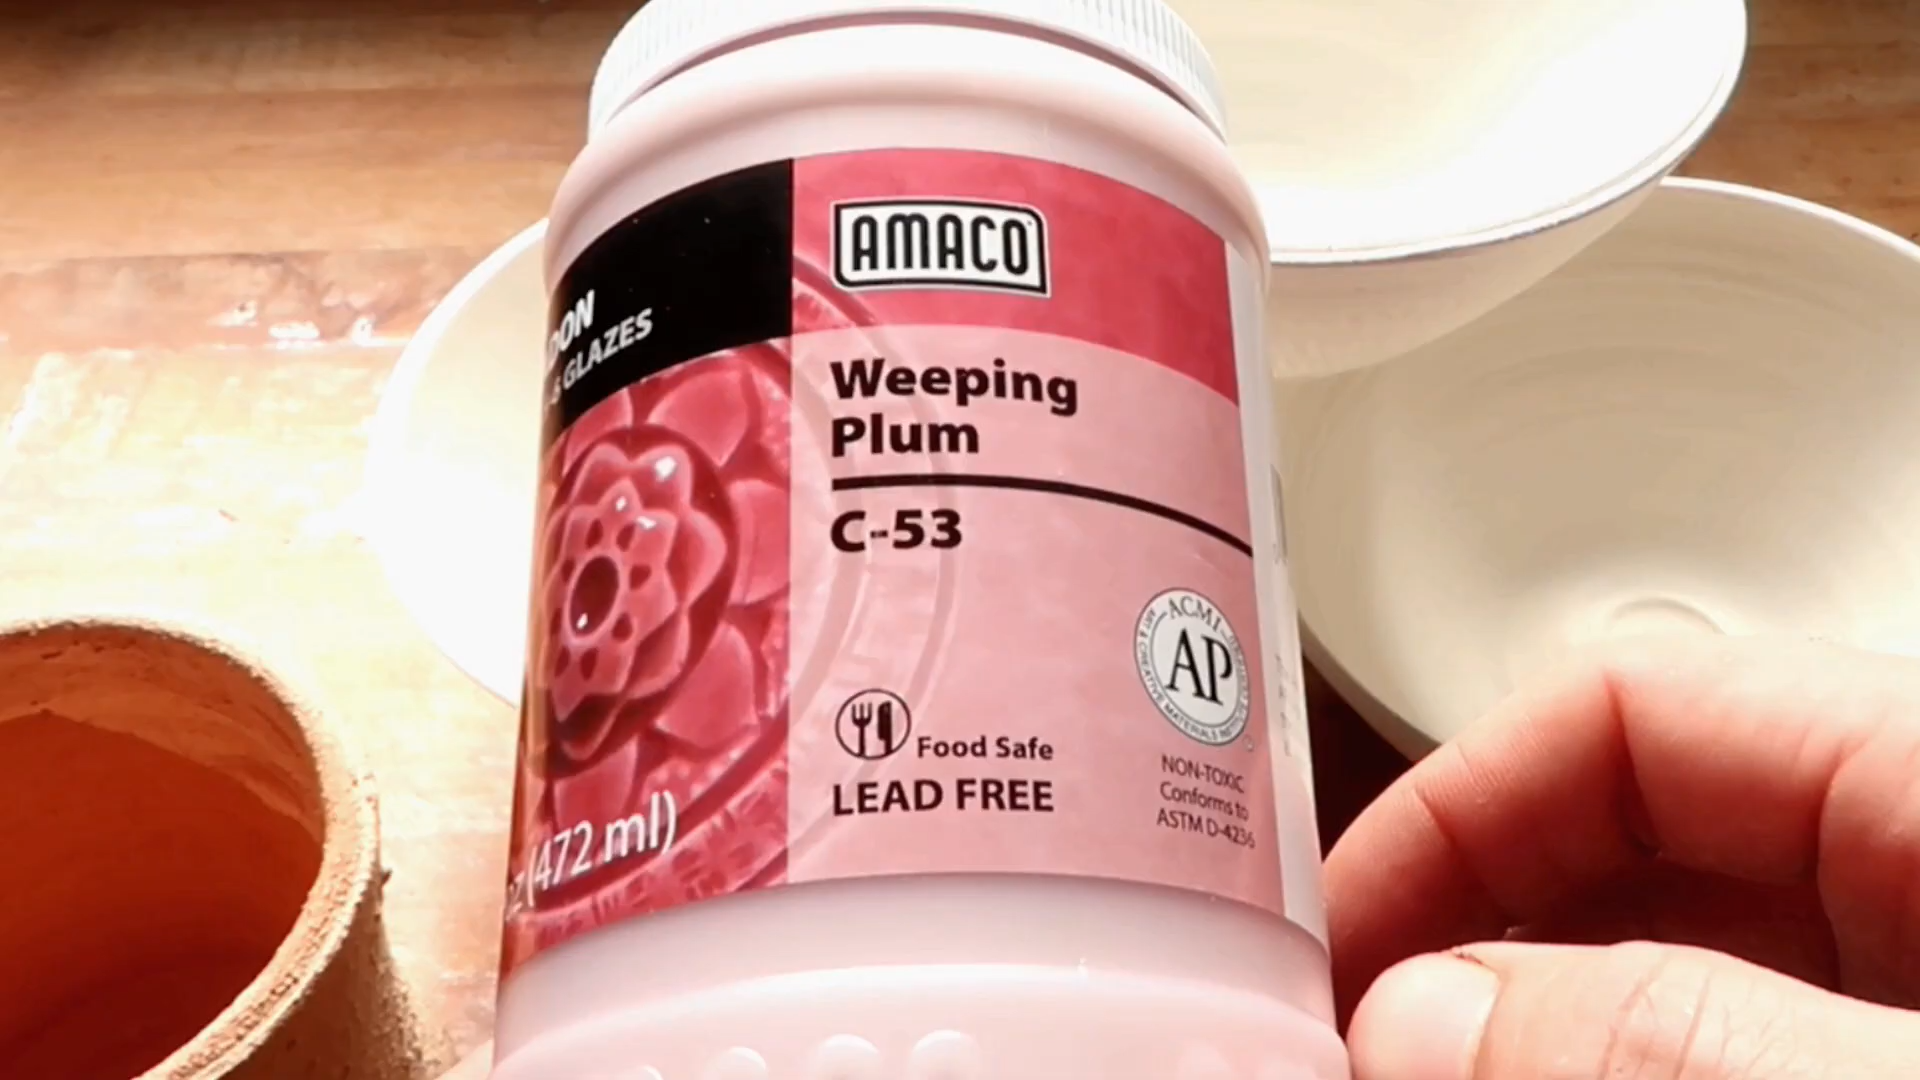 AMACO
DON
& GLAZES
Weeping
Plum
C-53
Food Safe
LEAD FREE
(472 ml)
ACMI
AP
NON-TOXIC
Conforms to
ASTM D-4236